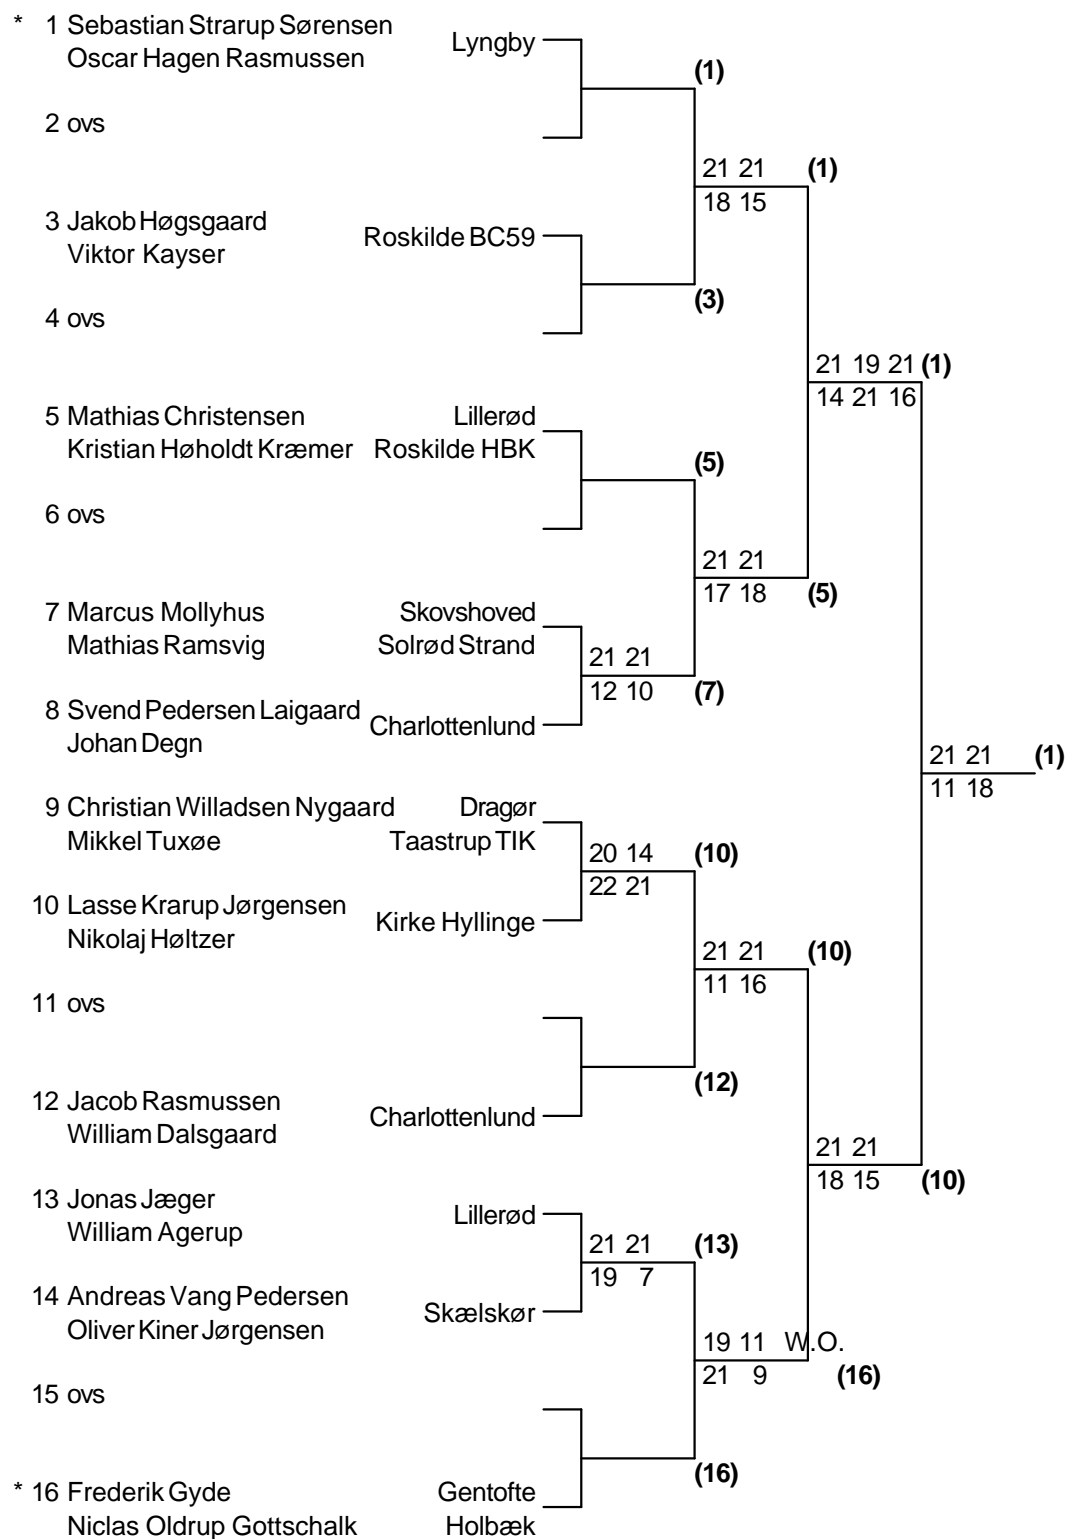 * 1 Sebastian Strarup Sørensen
Oscar Hagen Rasmussen
Lyngby
(1)
2 ovs
21 21 (1)
18 15
3 Jakob Høgsgaard
Viktor Kayser
Roskilde BC59
(3)
4 ovs
21 19 21 (1)
14 21 16
5 Mathias Christensen Lillerød
Kristian Høholdt Kræmer Roskilde HBK
(5)
6 ovs
21 21
17 18 (5)
7 Marcus Mollyhus Skovshoved
Mathias Ramsvig Solrød Strand
21 21
12 10 (7)
8 Svend Pedersen Laigaard
Johan Degn
Charlottenlund
21 21 (1)
11 18
9 Christian Willadsen Nygaard Dragør
Mikkel Tuxøe Taastrup TIK
20 14 (10)
22 21
10 Lasse Krarup Jørgensen
Nikolaj Høltzer
Kirke Hyllinge
21 21 (10)
11 16
11 ovs
(12)
12 Jacob Rasmussen
William Dalsgaard
Charlottenlund
21 21
18 15 (10)
13 Jonas Jæger
William Agerup
Lillerød
21 21 (13)
19 7
14 Andreas Vang Pedersen
Oliver Kiner Jørgensen
Skælskør
19 11 W.O.
21 9 (16)
15 ovs
(16)
* 16 Frederik Gyde Gentofte
Niclas Oldrup Gottschalk Holbæk